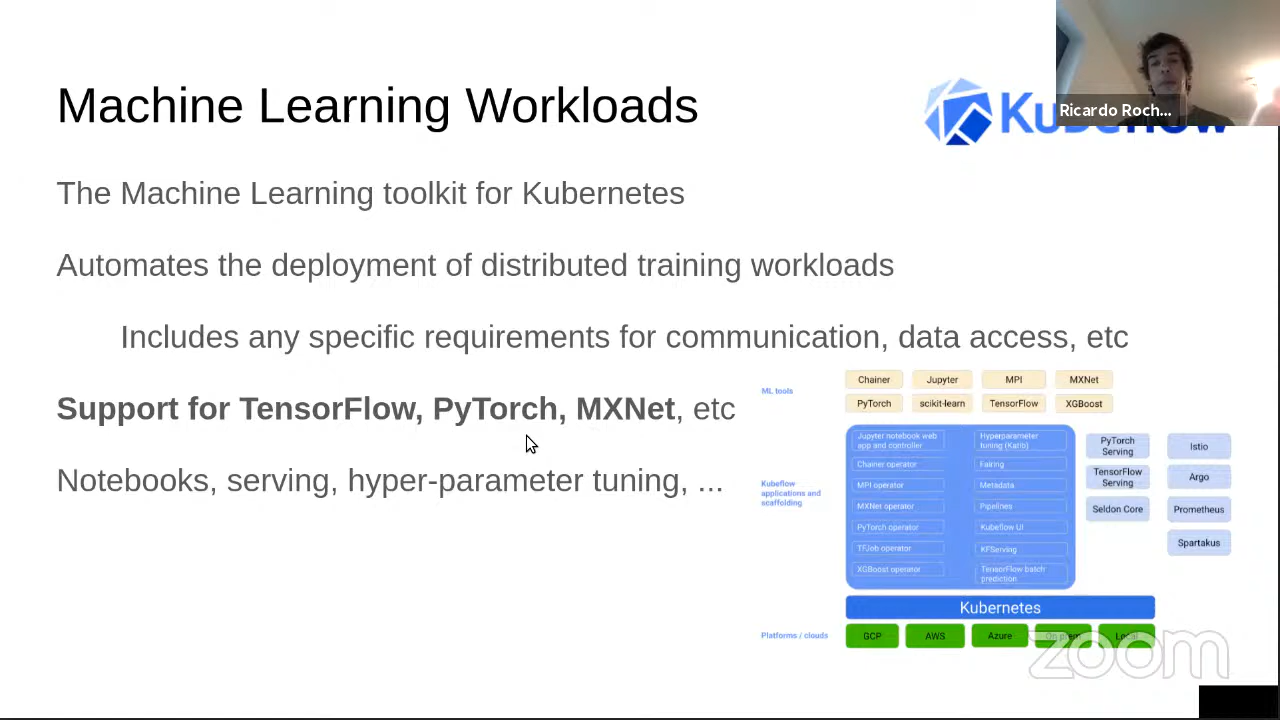 Machine Learning Workloads
Ricardo Roch...
The Machine Learning toolkit for Kubernetes
Automates the deployment of distributed training workloads
Includes any specific requirements for communication, data access, etc
Support for TensorFlow, PyTorch, MXNet, etc
Notebooks, serving, hyper-parameter tuning, ...
ML tools
Chainer
Jupyter
MPI
MXNet
PyTorch
scikit-learn
TensorFlow
XGBoost
Kubeflow
applications and
scaffolding
Jupyter notebook web
app and controller
Chainer operator
MPI operator
MXNet operator
PyTorch operator
TFJob operator
XGBoost operator
Hyperparameter
tuning (Katib)
Fairing
Metadata
Pipelines
Kubeflow UI
KFServing
TensorFlow batch
prediction
PyTorch
Serving
TensorFlow
Serving
Seldon Core
Istio
Argo
Prometheus
Spartakus
Kubernetes
Platforms / clouds
GCP
AWS
Azure
On prem
Local
zoom